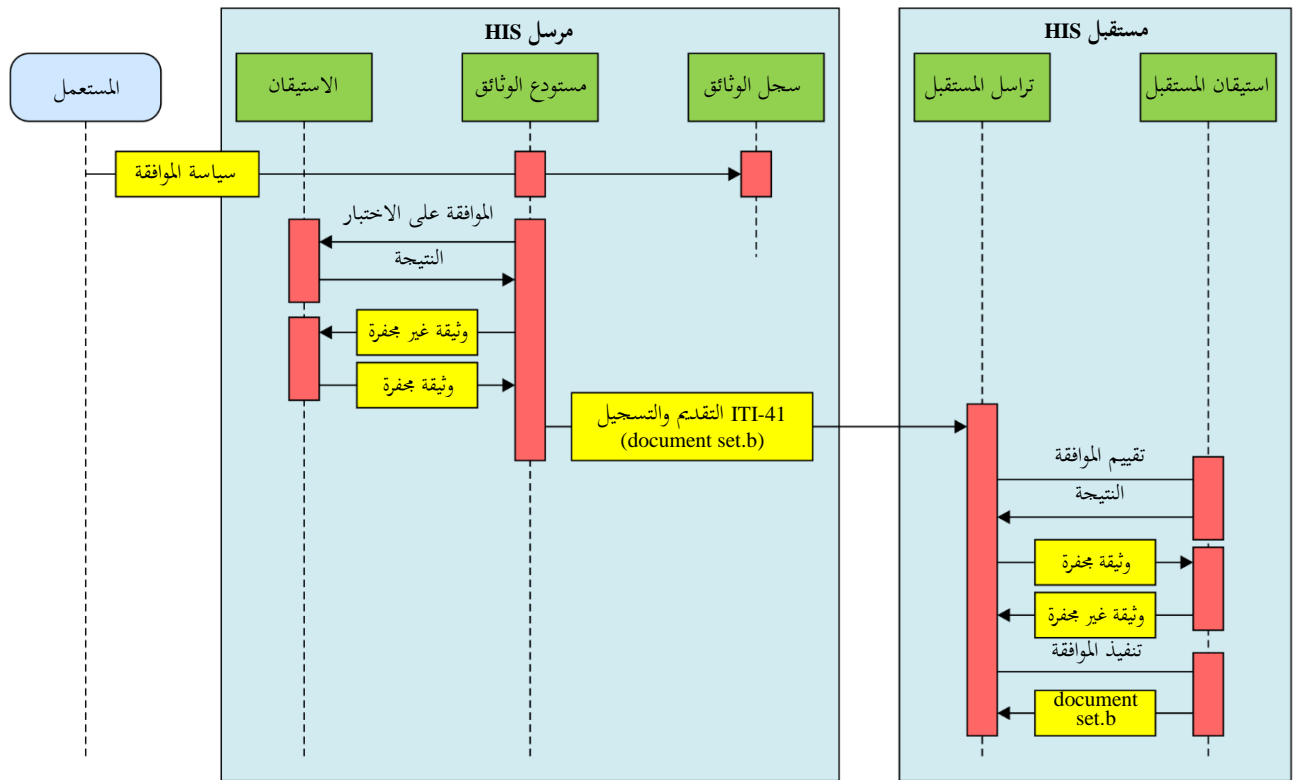 مرسل HIS
مستقبل HIS
المستعمل
الاستيقان
مستودع الوثائق
سجل الوثائق
تراسل المستقبل
استيقان المستقبل
سياسة الموافقة
الموافقة على الاختبار
النتيجة
وثيقة غير مجفرة
وثيقة مجفرة
ITI-41 التقديم والتسجيل
(document set.b)
تقييم الموافقة
النتيجة
وثيقة مجفرة
وثيقة غير مجفرة
تنفيذ الموافقة
document
set.b